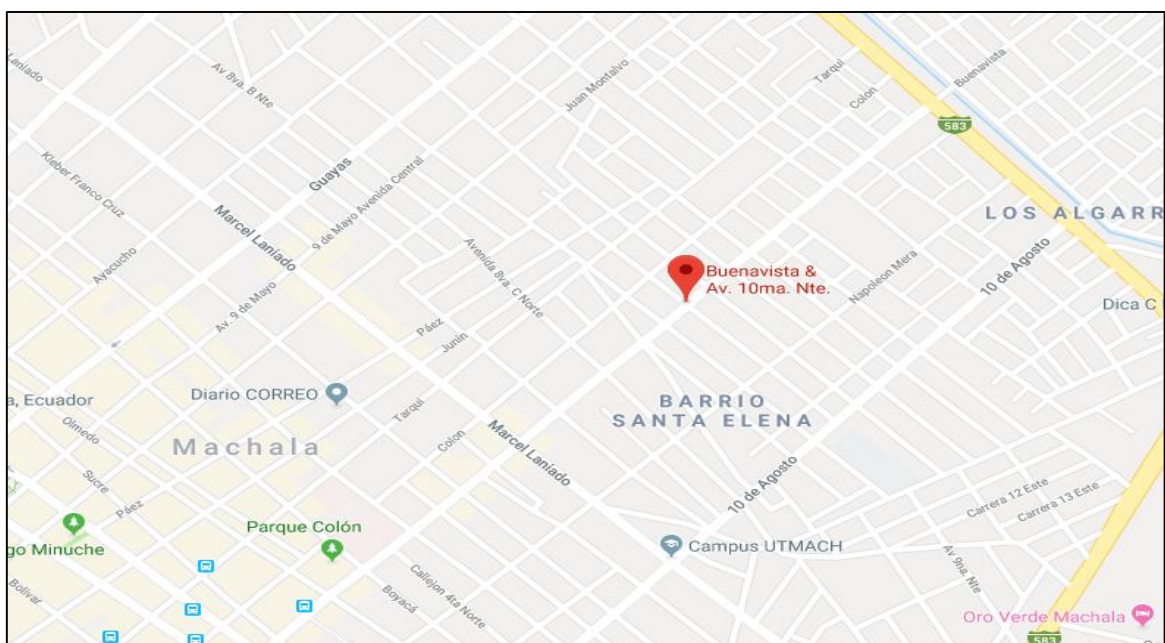 Laniado
Av 8va. B Nte
Juan Montalvo
Tarqui
Colon
Buenavista
583
Kleber Franco Cruz
Guayas
9 de Mayo Avenida Central
Marcel Laniado
LOS ALGARR
Ayacucho
Avenida 8va. C Norte
Buenavista &
Av. 10ma. Nte.
Napoleon Mera
10 de Agosto
Dica C
Av. 9 de Mayo
Páez
Junin
Diario CORREO
a, Ecuador
Olmedo
Machala
Tarqui
Colon
Marcel Laniado
BARRIO
SANTA ELENA
Sucre
Páez
10 de Agosto
Carrera 12 Este
Carrera 13 Este
go Minuche
Parque Colón
Campus UTMACH
Av 9na. Nte
Bolivar
Boyacá
Callejon 4ta Norte
Oro Verde Machala
583